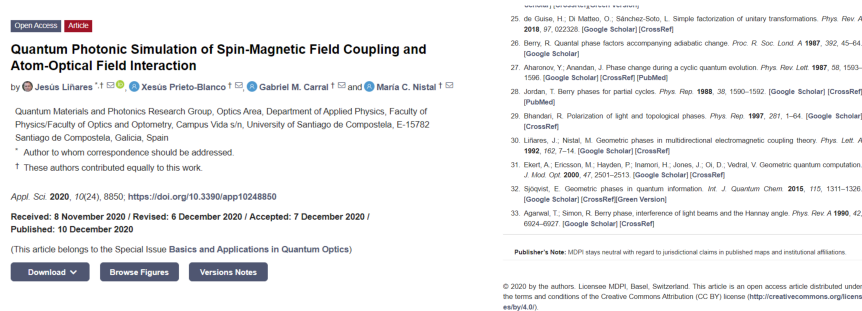 Open Access Article
Quantum Photonic Simulation of Spin-Magnetic Field Coupling and
Atom-Optical Field Interaction
by Jesús Liñares *,† , Xesús Prieto-Blanco † , Gabriel M. Carral † and María C. Nistal †
Quantum Materials and Photonics Research Group, Optics Area, Department of Applied Physics, Faculty of
Physics/Faculty of Optics and Optometry, Campus Vida s/n, University of Santiago de Compostela, E-15782
Santiago de Compostela, Galicia, Spain
* Author to whom correspondence should be addressed.
† These authors contributed equally to this work.
Appl. Sci. 2020, 10(24), 8850; https://doi.org/10.3390/app10248850
Received: 8 November 2020 / Revised: 6 December 2020 / Accepted: 7 December 2020 /
Published: 10 December 2020
(This article belongs to the Special Issue Basics and Applications in Quantum Optics)
Download Browse Figures Versions Notes
25. de Guise, H.; Di Matteo, O.; Sánchez-Soto, L. Simple factorization of unitary transformations. Phys. Rev. A
2018, 97, 022328. [Google Scholar] [CrossRef]
26. Berry, R. Quantal phase factors accompanying adiabatic change. Proc. R. Soc. Lond. A 1987, 392, 45–64.
[Google Scholar]
27. Aharonov, Y.; Anandan, J. Phase change during a cyclic quantum evolution. Phys. Rev. Lett. 1987, 58, 1593–
1596. [Google Scholar] [CrossRef] [PubMed]
28. Jordan, T. Berry phases for partial cycles. Phys. Rep. 1988, 38, 1590–1592. [Google Scholar] [CrossRef]
[PubMed]
29. Bhandari, R. Polarization of light and topological phases. Phys. Rep. 1997, 281, 1–64. [Google Scholar]
[CrossRef]
30. Liñares, J.; Nistal, M. Geometric phases in multidirectional electromagnetic coupling theory. Phys. Lett. A
1992, 162, 7–14. [Google Scholar] [CrossRef]
31. Ekert, A.; Ericsson, M.; Hayden, P.; Inamori, H.; Jones, J.; Oi, D.; Vedral, V. Geometric quantum computation.
J. Mod. Opt. 2000, 47, 2501–2513. [Google Scholar] [CrossRef]
32. Sjöqvist, E. Geometric phases in quantum information. Int. J. Quantum Chem. 2015, 115, 1311–1326.
[Google Scholar] [CrossRef][Green Version]
33. Agarwal, T.; Simon, R. Berry phase, interference of light beams and the Hannay angle. Phys. Rev. A 1990, 42,
6924–6927. [Google Scholar] [CrossRef]
Publisher's Note: MDPI stays neutral with regard to jurisdictional claims in published maps and institutional affiliations.
© 2020 by the authors. Licensee MDPI, Basel, Switzerland. This article is an open access article distributed under
the terms and conditions of the Creative Commons Attribution (CC BY) license (http://creativecommons.org/licens
es/by/4.0/).